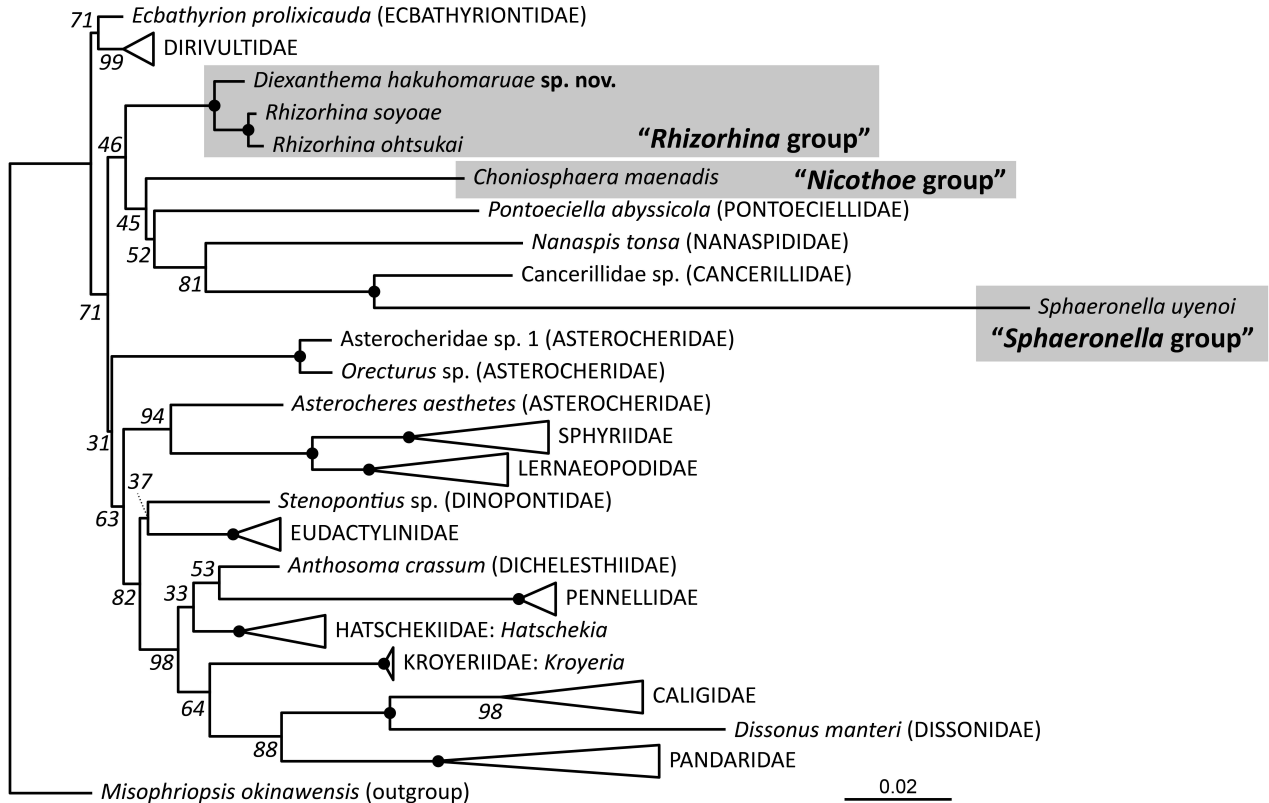 71
Ecbathyrion prolixicauda (ECBATHYRIONTIDAE)
99
DIRIVULTIDAE
Diexanthema hakuhomaruae sp. nov.
Rhizorhina soyoae
Rhizorhina ohtsukai
“Rhizorhina group”
46
Choniosphaera maenadis
“Nicothoe group”
45
Pontoeciella abyssicola (PONTOECIELLIDAE)
52
Nanaspis tonsa (NANASPIDIDAE)
81
Cancerillidae sp. (CANCERILLIDAE)
71
Sphaeronella uyenoi
“Sphaeronella group”
Asterocheridae sp. 1 (ASTEROCHERIDAE)
Orecturus sp. (ASTEROCHERIDAE)
Asterocheres aesthetes (ASTEROCHERIDAE)
94
31
SPHYRIIDAE
LERNAEOPODIDAE
37
Stenopontius sp. (DINOPONTIDAE)
63
EUDACTYLINIDAE
Anthosoma crassum (DICHELESTHIIDAE)
53
33
82
PENNELLIDAE
HATSCHEKIIDAE: Hatschekia
98
KROYERIIDAE: Kroyeria
64
CALIGIDAE
98
Dissonus manteri (DISSONIDAE)
88
PANDARIDAE
Misophriopsis okinawensis (outgroup)
0.02